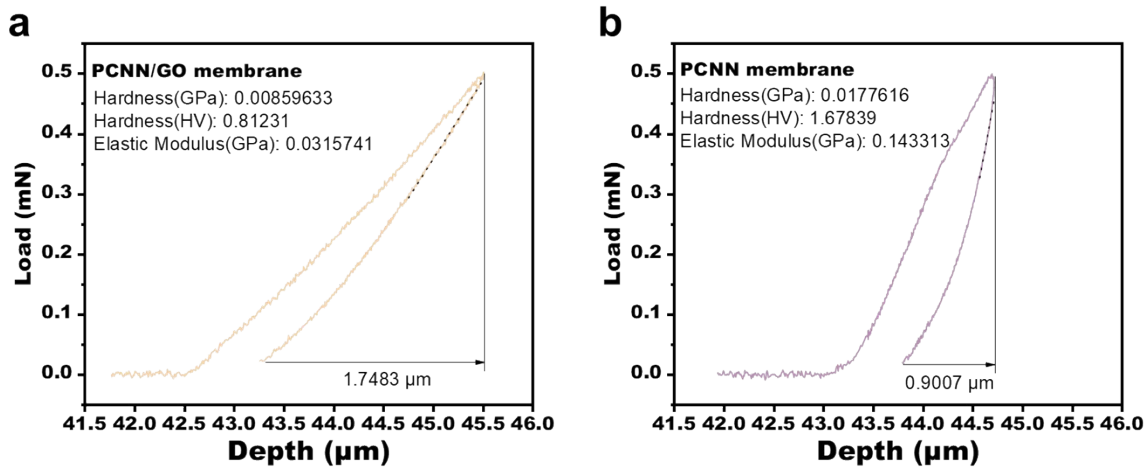 a
PCNN/GO membrane
Hardness(GPa): 0.00859633
Hardness(HV): 0.81231
Elastic Modulus(GPa): 0.0315741
0.5
0.4
0.3
0.2
0.1
0.0
Load (mN)
1.7483 µm
41.5 42.0 42.5 43.0 43.5 44.0 44.5 45.0 45.5 46.0
Depth (µm)
b
PCNN membrane
Hardness(GPa): 0.0177616
Hardness(HV): 1.67839
Elastic Modulus(GPa): 0.143313
0.5
0.4
0.3
0.2
0.1
0.0
Load (mN)
0.9007 µm
41.5 42.0 42.5 43.0 43.5 44.0 44.5 45.0 45.5 46.0
Depth (µm)